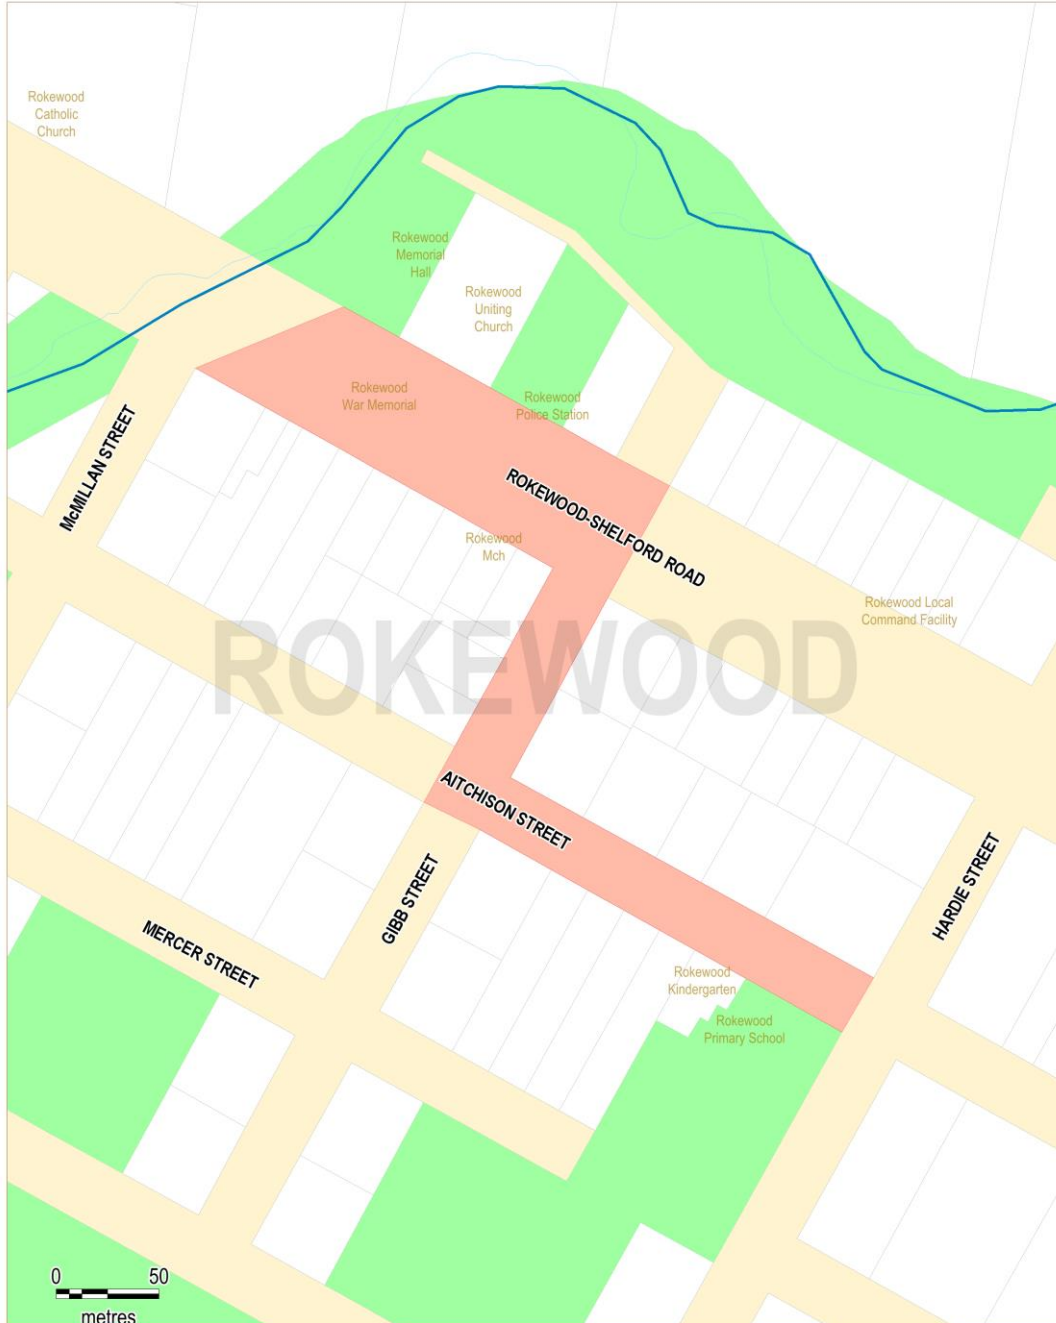 Rokewood
Catholic
Church
Rokewood
Memorial
Hall
Rokewood
Uniting
Church
Rokewood
War Memorial
Rokewood
Police Station
McMILLAN STREET
ROKEWOOD-SHELFORD ROAD
Rokewood
Mch
Rokewood Local
Command Facility
ROKEWOOD
AITCHISON STREET
HARDIE STREET
GIBB STREET
MERCER STREET
Rokewood
Kindergarten
Rokewood
Primary School
0 50
metres